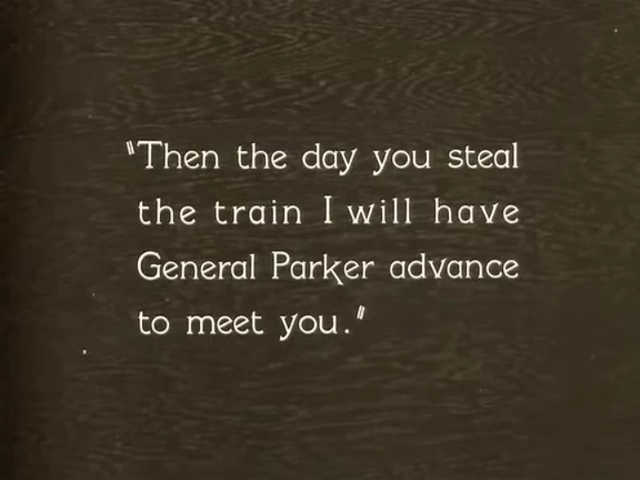 "Then the day you steal
the train I will have
General Parker advance
to meet you."